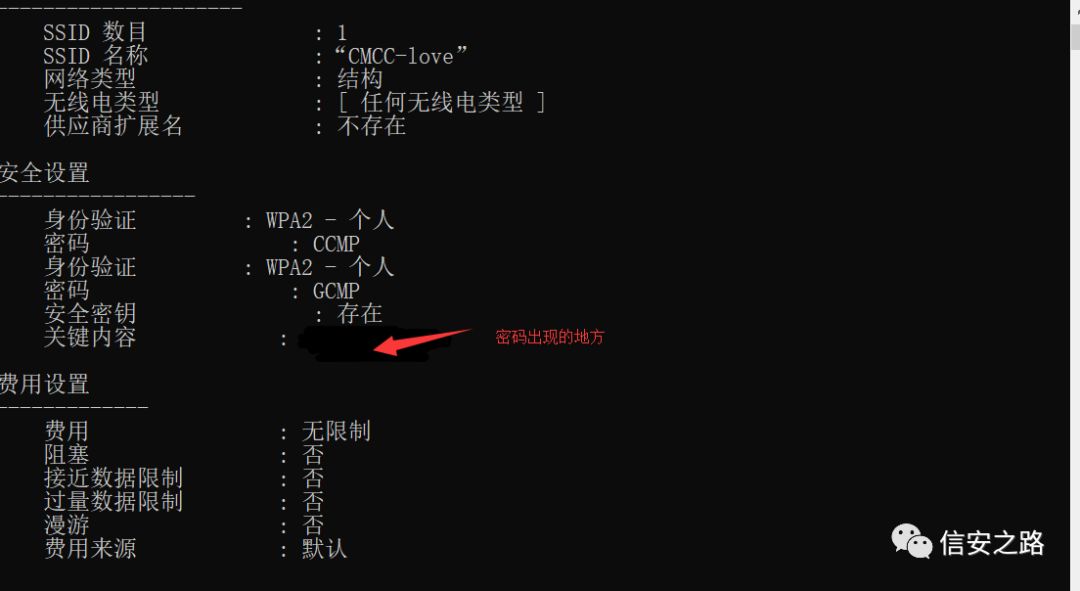 ---------------------
SSID 数目 : 1
SSID 名称 :“CMCC-love”
网络类型 : 结构
无线电类型 : [ 任何无线电类型 ]
供应商扩展名 : 不存在
安全设置
-----------------
身份验证 : WPA2 - 个人
密码 : CCMP
身份验证 : WPA2 - 个人
密码 : GCMP
安全密钥 : 存在
关键内容 : 密码出现的地方
费用设置
-------------
费用 : 无限制
阻塞 : 否
接近数据限制 : 否
过量数据限制 : 否
漫游 : 否
费用来源 : 默认
信安之路